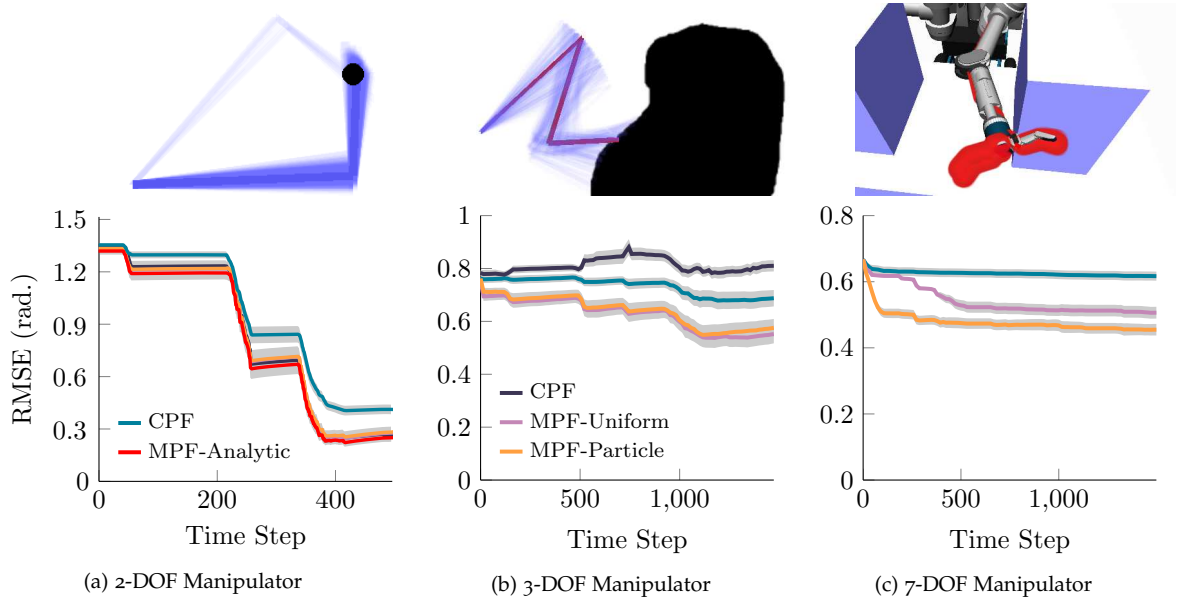 1.5
1.2
0.9
0.6
0.3
0
RMSE (rad.)
CPF
MPF-Analytic
0 200 400
Time Step
(a) 2-DOF Manipulator
1
0.8
0.6
0.4
0.2
0
CPF
MPF-Uniform
MPF-Particle
0 500 1,000
Time Step
(b) 3-DOF Manipulator
0.8
0.6
0.4
0.2
0
0 500 1,000
Time Step
(c) 7-DOF Manipulator